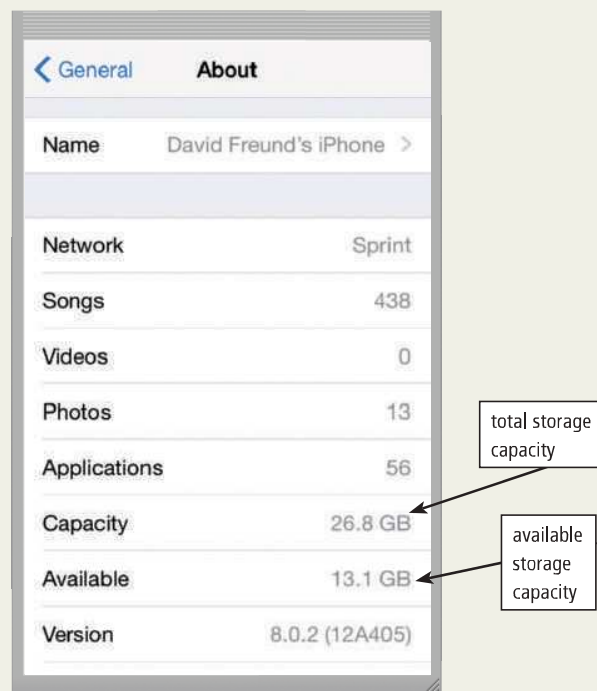 General About
Name David Freund's iPhone
Network Sprint
Songs 438
Videos 0
Photos 13
Applications 56
Capacity 26.8 GB
Available 13.1 GB
Version 8.0.2 (12A405)
total storage
capacity
available
storage
capacity